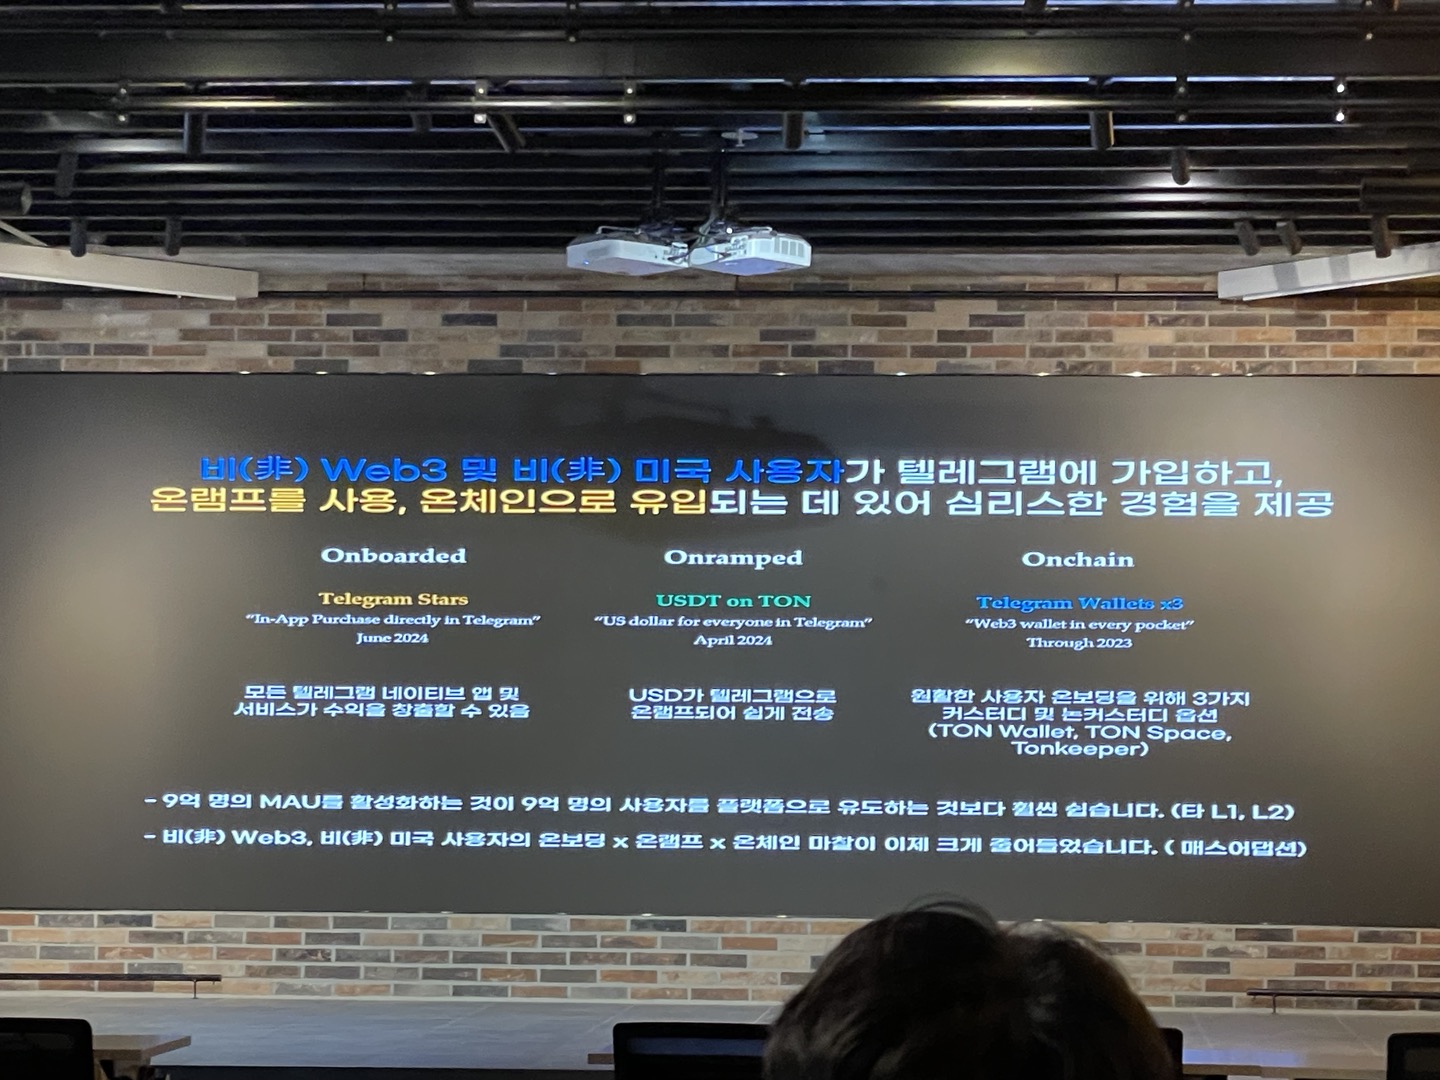 비(非) Web3 및 비(非) 미국 사용자가 텔레그램에 가입하고,
온램프를 사용, 온체인으로 유입되는 데 있어 심리스한 경험을 제공
Onboarded
Telegram Stars
“In-App Purchase directly in Telegram”
June 2024
모든 텔레그램 네이티브 앱 및
서비스가 수익을 창출할 수 있음
Onramped
USDT on TON
“US dollar for everyone in Telegram”
April 2024
USD가 텔레그램으로
온램프되어 쉽게 전송
Onchain
Telegram Wallets x3
“Web3 wallet in every pocket”
Through 2023
원활한 사용자 온보딩을 위해 3가지
커스터디 및 논커스터디 옵션
(TON Wallet, TON Space,
Tonkeeper)
- 9억 명의 MAU를 활성화하는 것이 9억 명의 사용자를 플랫폼으로 유도하는 것보다 훨씬 쉽습니다. (타 L1, L2)
- 비(非) Web3, 비(非) 미국 사용자의 온보딩 x 온램프 x 온체인 마찰이 이제 크게 줄어들었습니다. ( 매스어댑션)